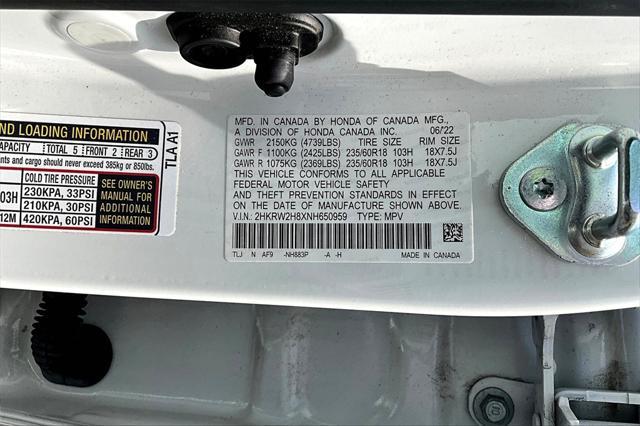 ND LOADING INFORMATION
CAPACITY TOTAL 5 FRONT 2 REAR 3
nts and cargo should never exceed 385kg or 850lbs.
COLD TIRE PRESSURE
03H 230KPA, 33PSI
210KPA, 30PSI
12M 420KPA, 60PSI
SEE OWNER'S
MANUAL FOR
ADDITIONAL
INFORMATION
TLA A1
MFD. IN CANADA BY HONDA OF CANADA MFG.,
A DIVISION OF HONDA CANADA INC. 06/'22
GVWR 2150KG (4739LBS) TIRE SIZE RIM SIZE
GAWR F 1100KG (2425LBS) 235/60R18 103H 18X7.5J
GAWR R 1075KG (2369LBS) 235/60R18 103H 18X7.5J
THIS VEHICLE CONFORMS TO ALL APPLICABLE
FEDERAL MOTOR VEHICLE SAFETY
AND THEFT PREVENTION STANDARDS IN EFFECT
ON THE DATE OF MANUFACTURE SHOWN ABOVE.
V.I.N.: 2HKRW2H8XNH650959 TYPE: MPV
TLJ N AF9 -NH883P -A -H MADE IN CANADA